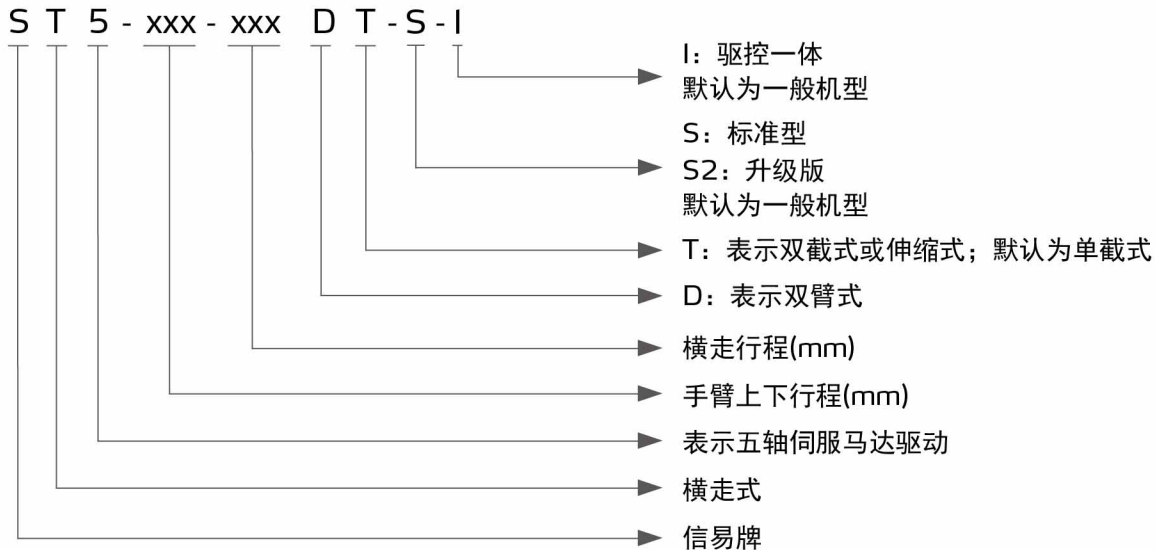 ST5-xxx-xxx DT-S-I
I：驱控一体
默认为一般机型
S：标准型
S2：升级版
默认为一般机型
T：表示双截式或伸缩式；默认为单截式
D：表示双臂式
横走行程(mm)
手臂上下行程(mm)
表示五轴伺服马达驱动
横走式
信易牌